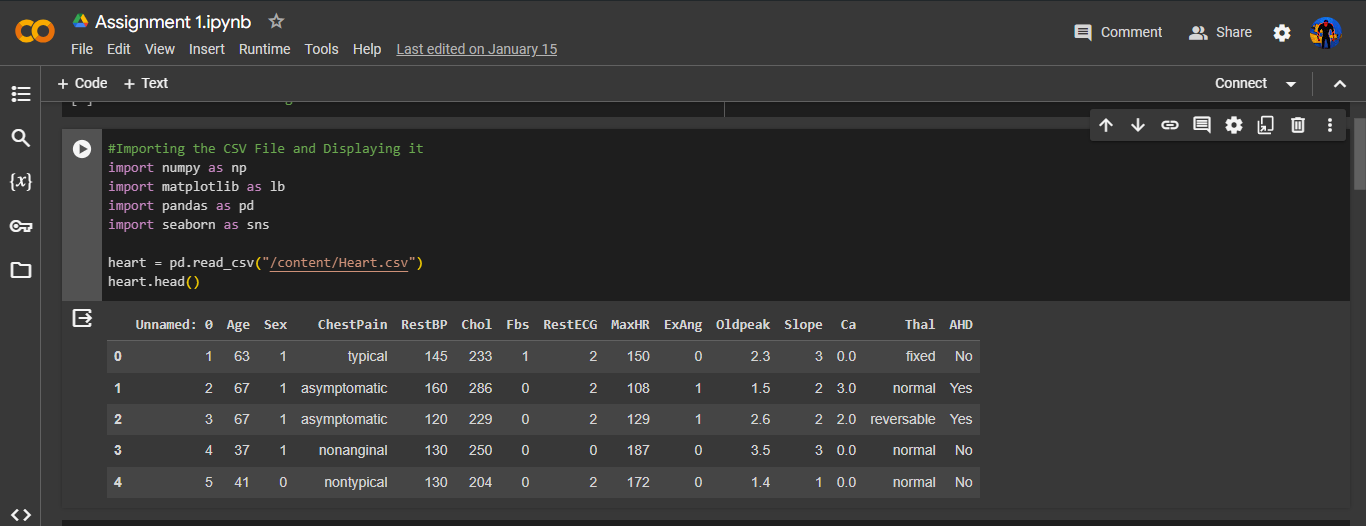 Assignment 1.ipynb
File Edit View Insert Runtime Tools Help Last edited on January 15
Comment Share
+ Code + Text
Connect
{x}
#Importing the CSV File and Displaying it
import numpy as np
import matplotlib as lb
import pandas as pd
import seaborn as sns
heart = pd.read_csv("/content/Heart.csv")
heart.head()
Unnamed: 0 Age Sex ChestPain RestBP Chol Fbs RestECG MaxHR ExAng Oldpeak Slope Ca Thal AHD
0 1 63 1 typical 145 233 1 2 150 0 2.3 3 0.0 fixed No
1 2 67 1 asymptomatic 160 286 0 2 108 1 1.5 2 3.0 normal Yes
2 3 67 1 asymptomatic 120 229 0 2 129 1 2.6 2 2.0 reversable Yes
3 4 37 1 nonanginal 130 250 0 0 187 0 3.5 3 0.0 normal No
4 5 41 0 nontypical 130 204 0 2 172 0 1.4 1 0.0 normal No